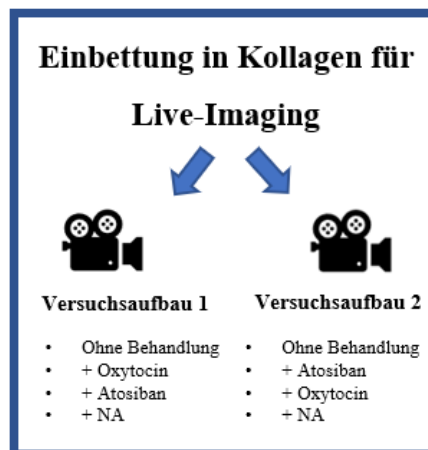 Einbettung in Kollagen für
Live-Imaging
Versuchsaufbau 1
• Ohne Behandlung
• + Oxytocin
• + Atosiban
• + NA
Versuchsaufbau 2
• Ohne Behandlung
• + Atosiban
• + Oxytocin
• + NA